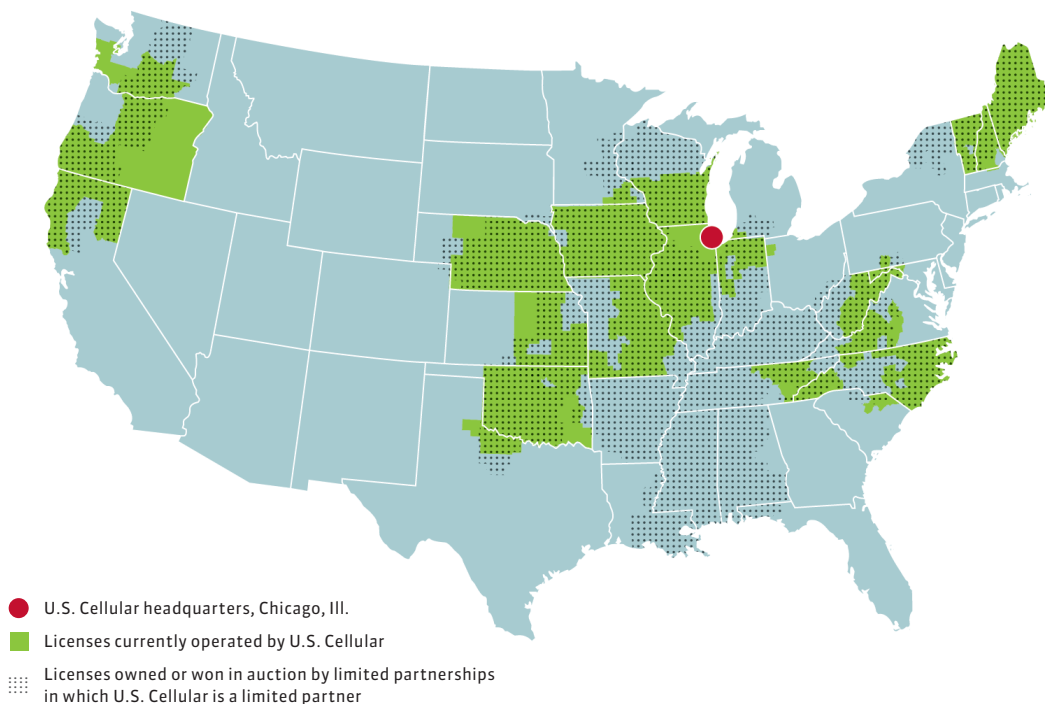 U.S. Cellular headquarters, Chicago, Ill.
Licenses currently operated by U.S. Cellular
Licenses owned or won in auction by limited partnerships
in which U.S. Cellular is a limited partner